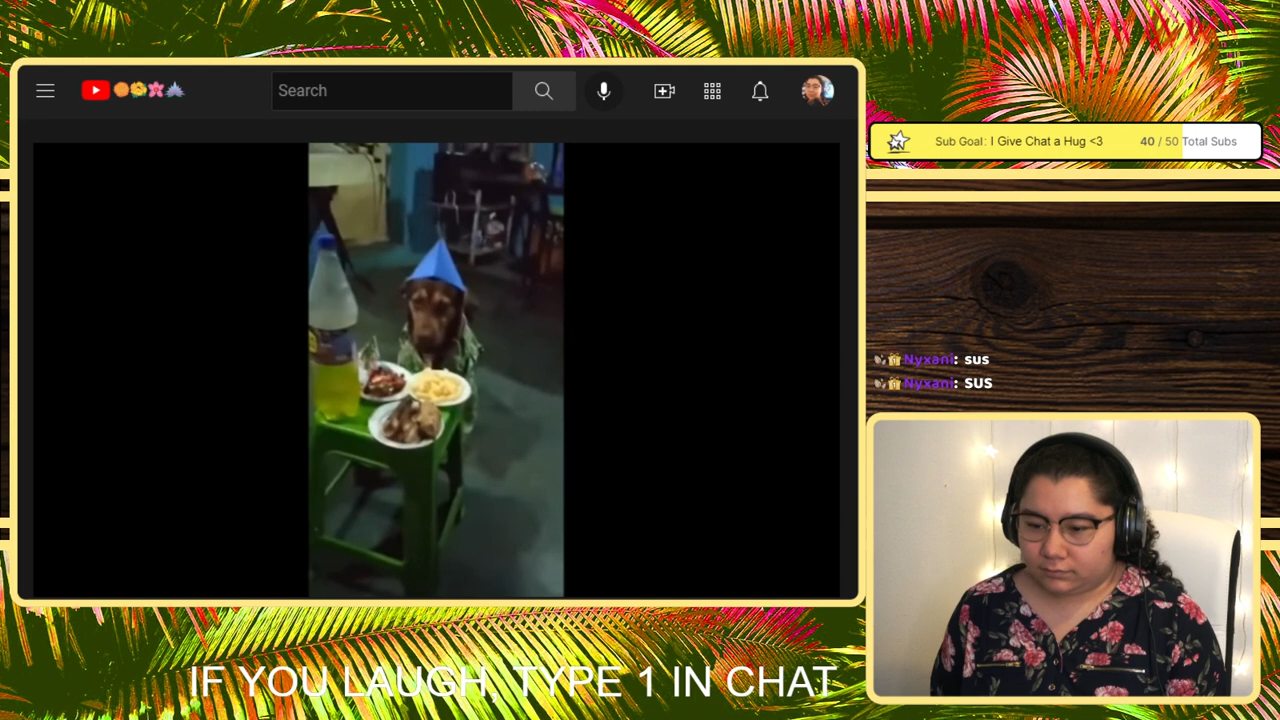 Search
Sub Goal: I Give Chat a Hug <3 40 / 50 Total Subs
Nyxani: sus
Nyxani: SUS
IF YOU LAUGH, TYPE 1 IN CHAT